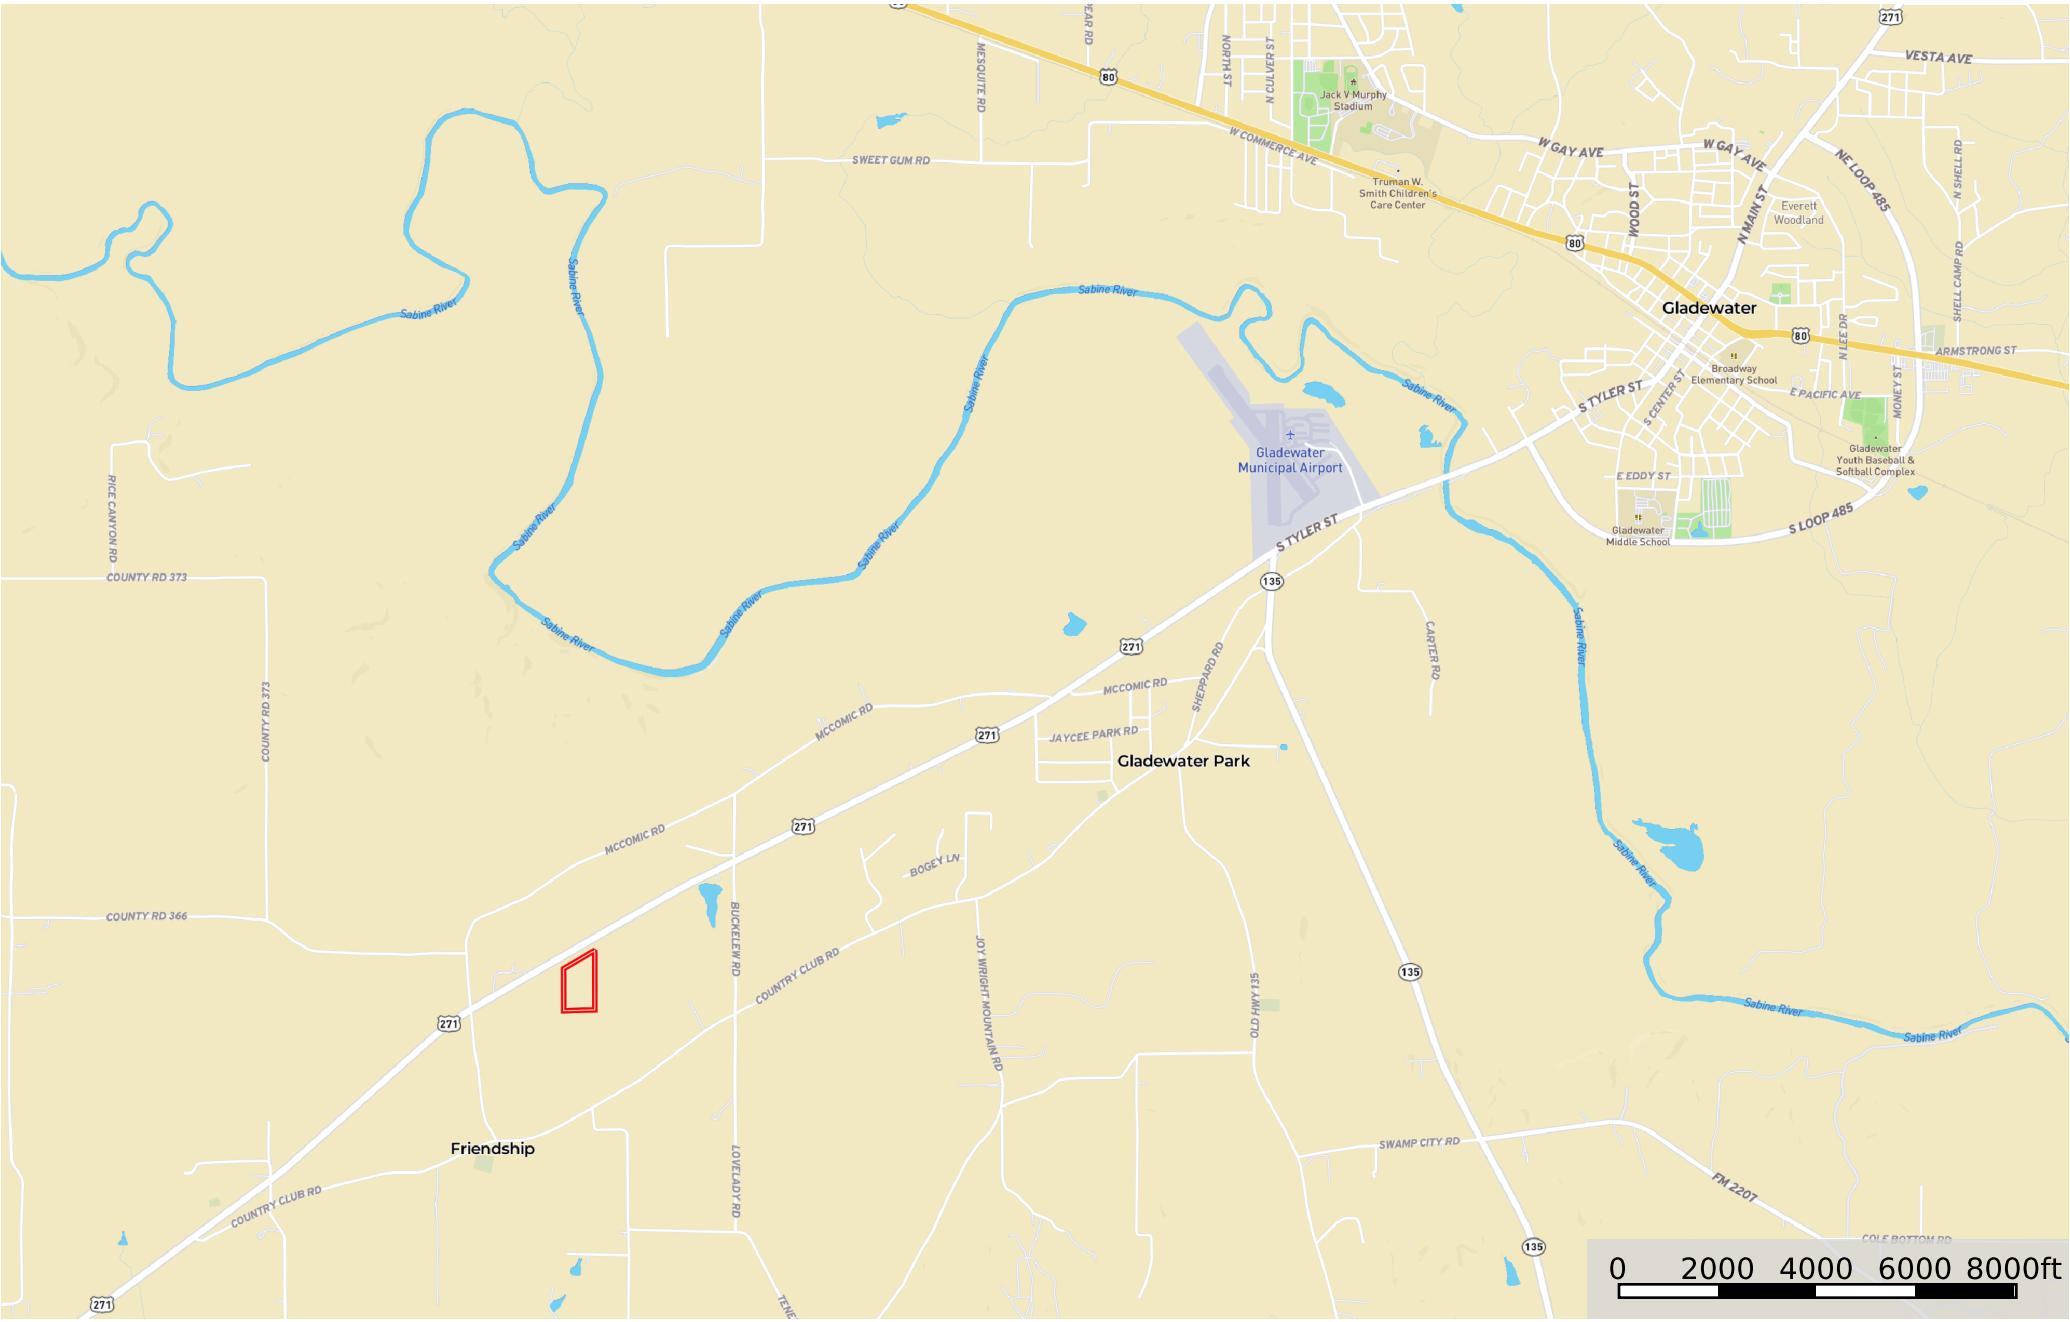 271
VESTA AVE
PEAR RD
MESQUITE RD
NORTH ST
N CULVER ST
80
Jack V Murphy
Stadium
W COMMERCE AVE
W GAY AVE
W GAY AVE
NE LOOP 485
N SHELL RD
SWEET GUM RD
Truman W.
Smith Children's
Care Center
WOOD ST
N MAIN ST
Everett
Woodland
80
SHELL CAMP RD
Sabine River
Sabine River
Sabine River
Gladewater
N LEE DR
80
ARMSTRONG ST
Broadway
Elementary School
Sabine River
Sabine River
S TYLER ST
S CENTER ST
E PACIFIC AVE
MONEY ST
Gladewater
Municipal Airport
Gladewater
Youth Baseball &
Softball Complex
E EDDY ST
RICE CANYON RD
Sabine River
Sabine River
S TYLER ST
Gladewater
Middle School
S LOOP 485
COUNTY RD 373
135
Sabine River
Sabine River
Sabine River
CARTER RD
271
SHEPPARD RD
MCCOMIC RD
COUNTY RD 373
MCCOMIC RD
271
JAYCEE PARK RD
Gladewater Park
271
MCCOMIC RD
BOGEY LN
Sabine River
COUNTY RD 366
BUCKELEW RD
COUNTRY CLUB RD
JOY WRIGHT MOUNTAIN RD
OLD HWY 135
135
Sabine River
Sabine River
271
Friendship
SWAMP CITY RD
LOVELADY RD
FM 2207
COUNTRY CLUB RD
COLE BOTTOM RD
135
271
TENE
0 2000 4000 6000 8000ft